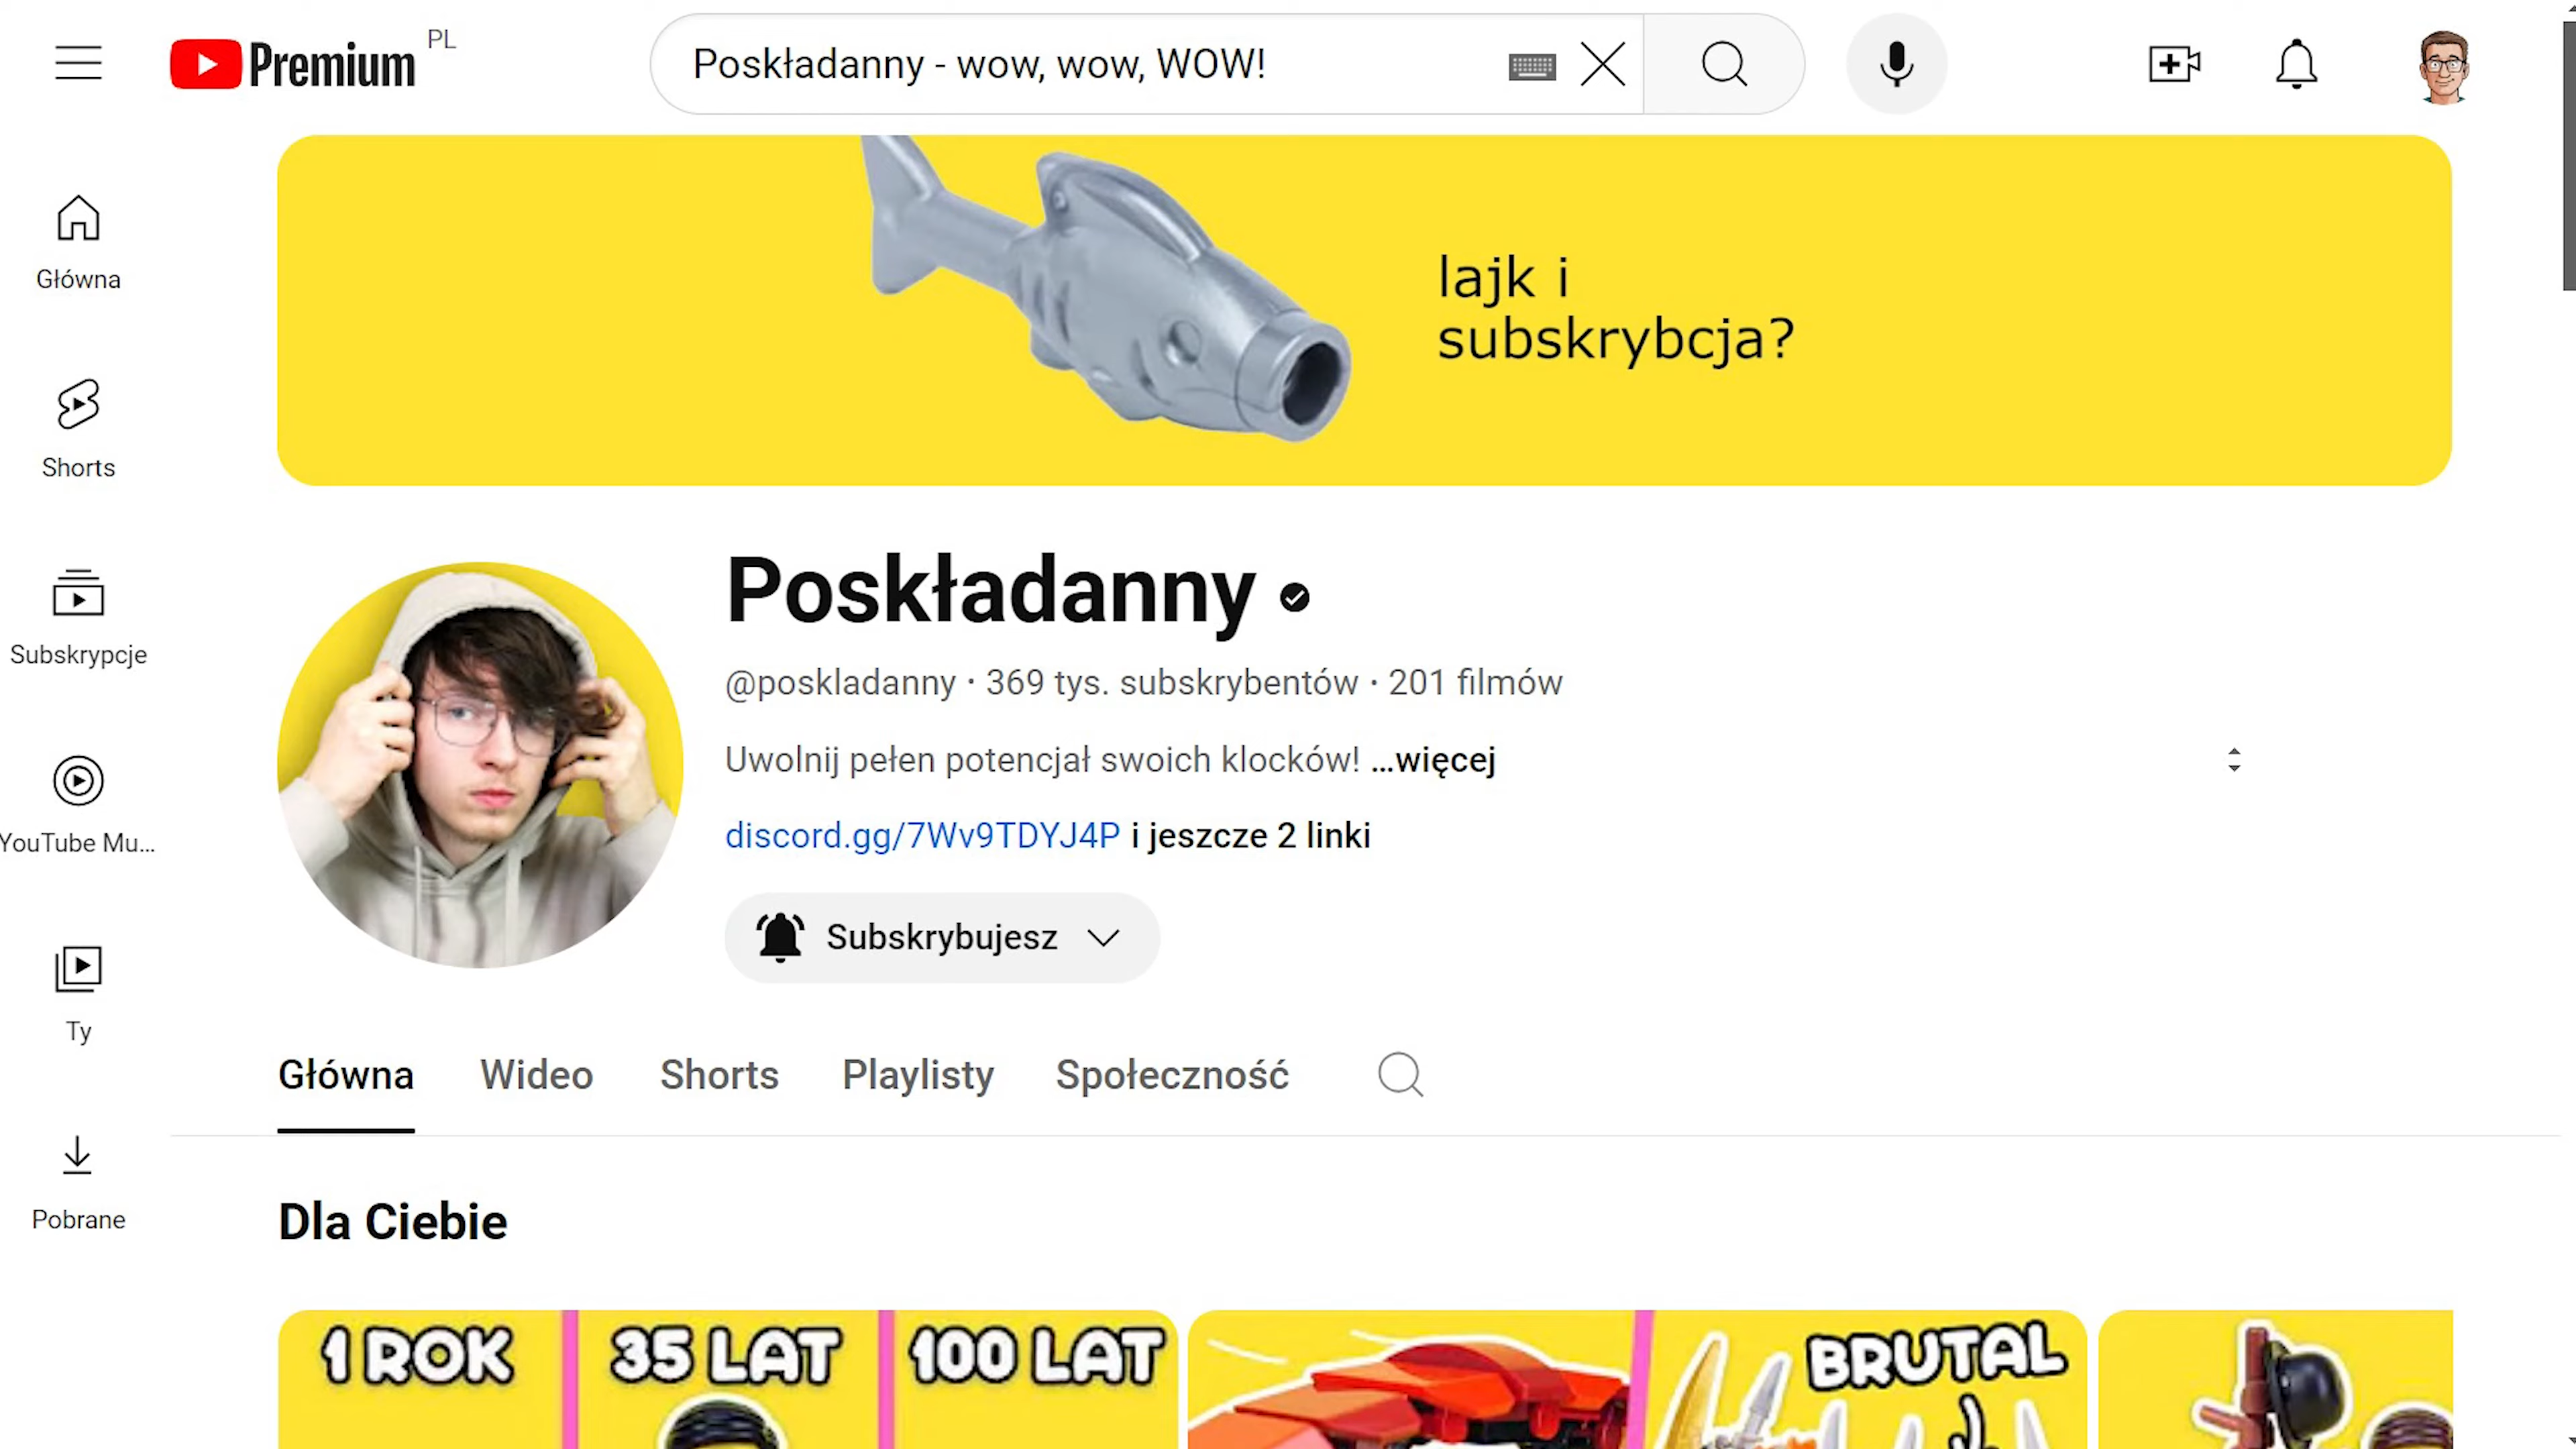 Premium PL
Poskładanny - wow, wow, WOW!
lajk i
subskrybcja?
Główna
Shorts
Subskrypcje
YouTube Mu...
Ty
Pobrane
Poskładanny
@poskladanny • 369 tys. subskrybentów • 201 filmów
Uwolnij pełen potencjał swoich klocków! ...więcej
discord.gg/7Wv9TDYJ4P i jeszcze 2 linki
Subskrybujesz
Główna Wideo Shorts Playlisty Społeczność
Dla Ciebie
1 ROK 35 LAT 100 LAT
BRUTAL